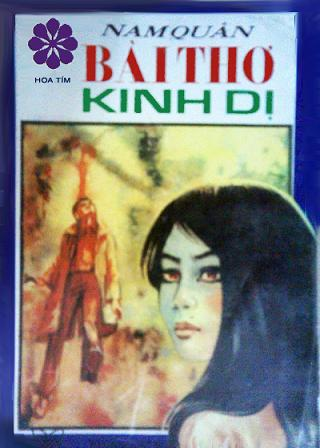 NAM QUÂN
HOA TÍM
BÀI THƠ
KINH DỊ